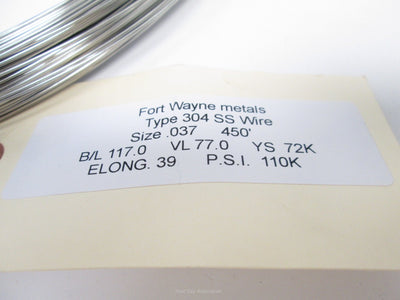 Fort Wayne metals
Type 304 SS Wire
Size .037 450'
B/L 117.0 VL 77.0 YS 72K
ELONG. 39 P.S.I. 110K